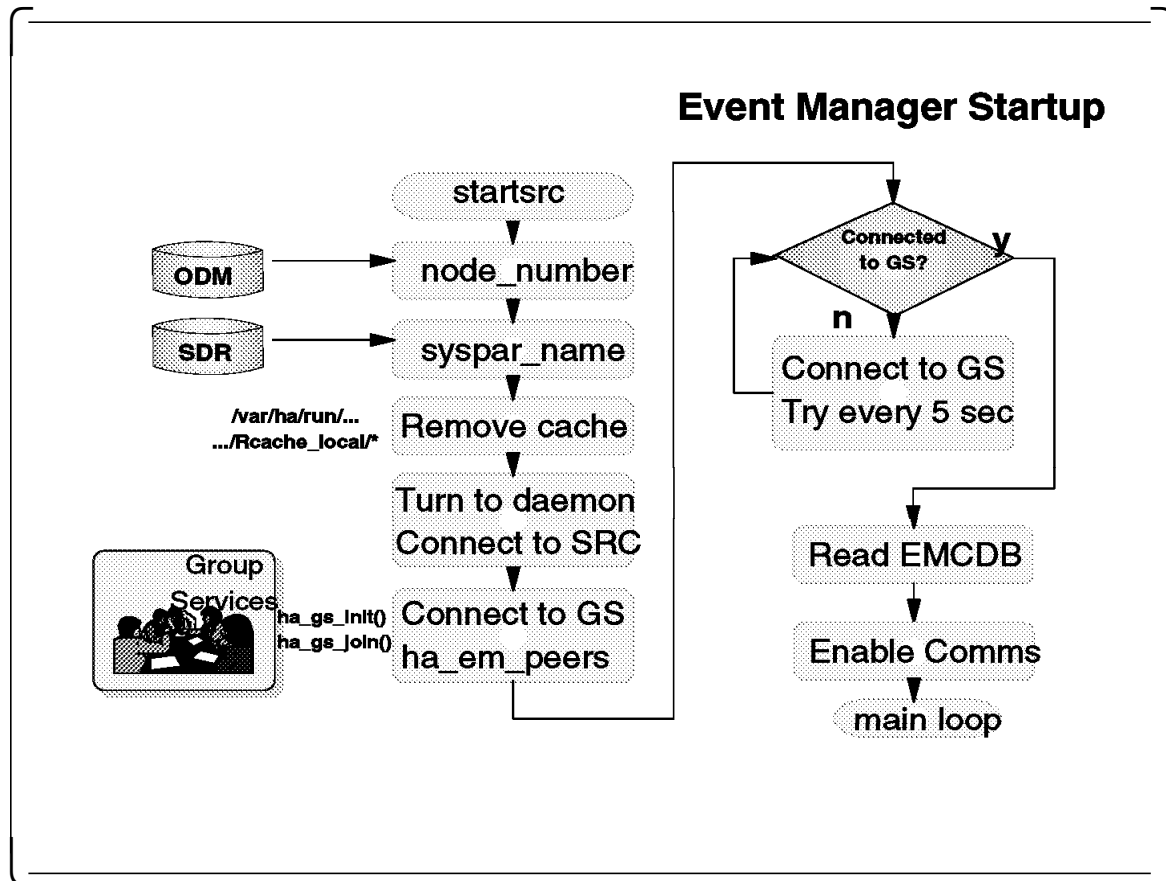 Event Manager Startup
startsrc
ODM
node_number
SDR
syspar_name
/var/ha/run/...
.../Rcache_local/*
Remove cache
Turn to daemon
Connect to SRC
Group
Services
ha_gs_init()
ha_gs_join()
Connect to GS
ha_em_peers
Connected
to GS?
y
n
Connect to GS
Try every 5 sec
Read EMCDB
Enable Comms
main loop